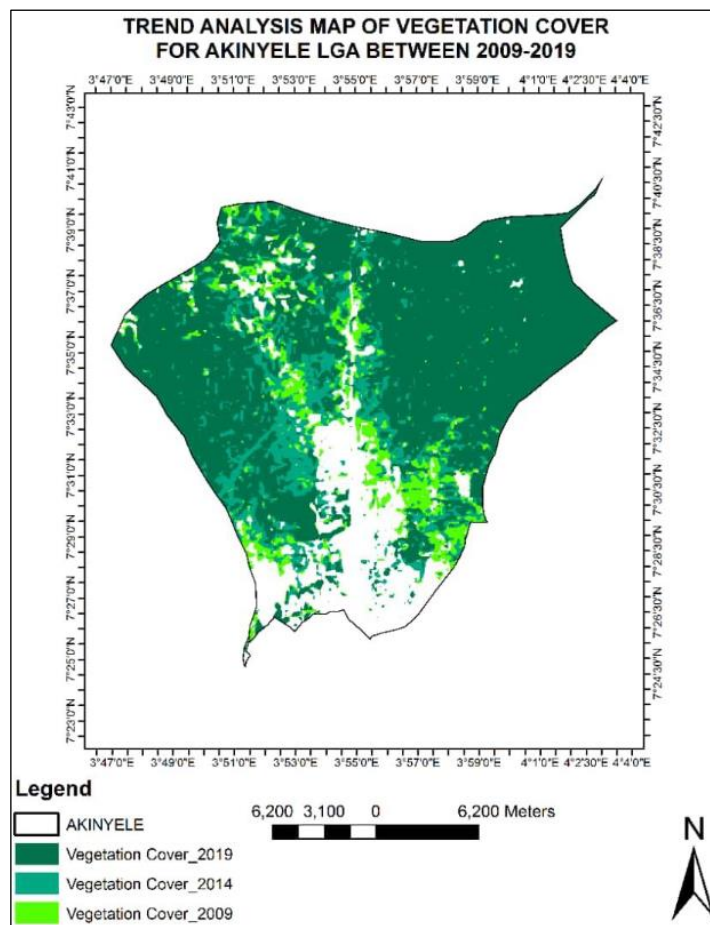 TREND ANALYSIS MAP OF VEGETATION COVER
FOR AKINYELE LGA BETWEEN 2009-2019
3°47'0"E 3°49'0"E 3°51'0"E 3°53'0"E 3°55'0"E 3°57'0"E 3°59'0"E 4°1'0"E 4°2'30"E 4°4'0"E
7°43'0"N
7°41'0"N
7°39'0"N
7°37'0"N
7°35'0"N
7°33'0"N
7°31'0"N
7°29'0"N
7°27'0"N
7°25'0"N
7°23'0"N
7°42'30"N
7°40'30"N
7°38'30"N
7°36'30"N
7°34'30"N
7°32'30"N
7°30'30"N
7°28'30"N
7°26'30"N
7°24'30"N
3°47'0"E 3°49'0"E 3°51'0"E 3°53'0"E 3°55'0"E 3°57'0"E 3°59'0"E 4°1'0"E 4°2'30"E 4°4'0"E
Legend
AKINYELE
Vegetation Cover_2019
Vegetation Cover_2014
Vegetation Cover_2009
6,200 3,100 0 6,200 Meters
N